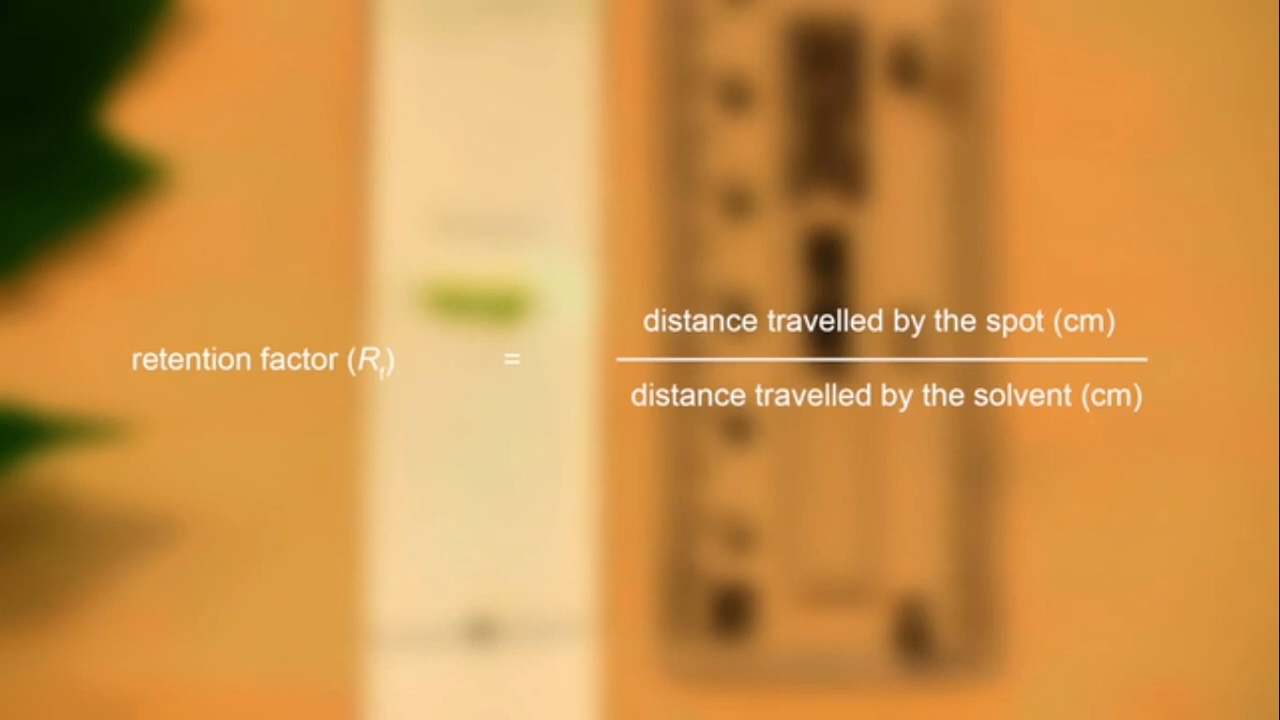 retention factor (Rf) = distance travelled by the spot (cm)
distance travelled by the solvent (cm)